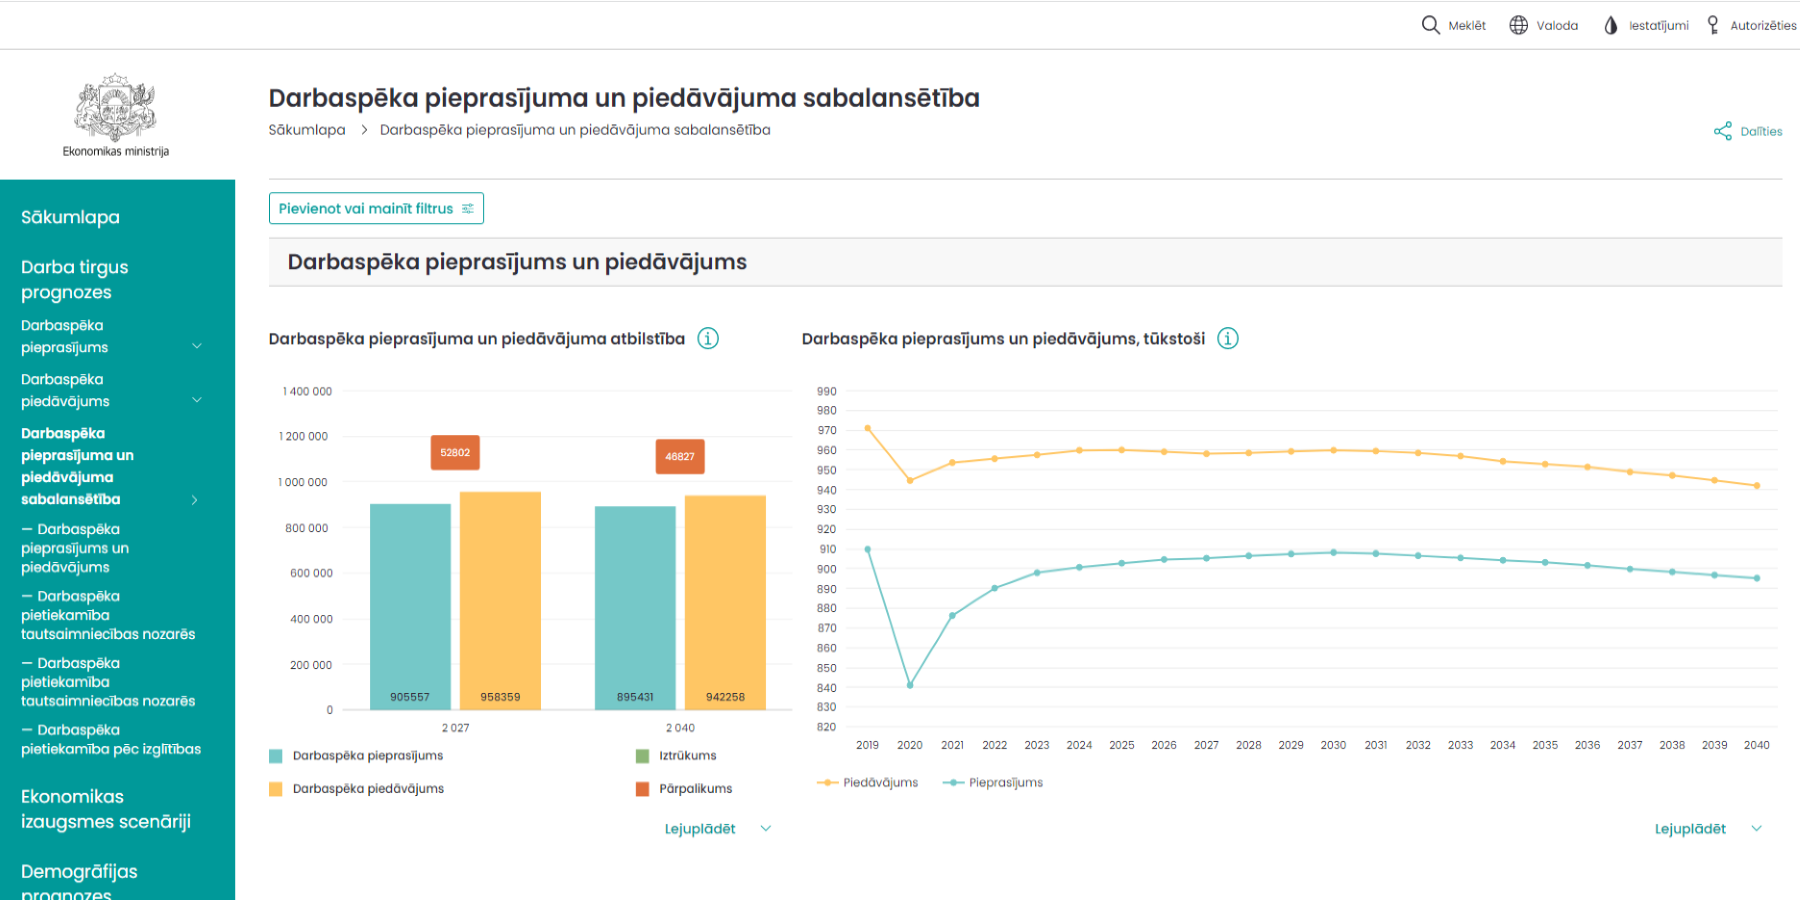 Meklēt
Valoda
Iestatījumi
Autorizēties
Ekonomikas ministrija
Darbaspēka pieprasījuma un piedāvājuma sabalansētība
Sākumlapa > Darbaspēka pieprasījuma un piedāvājuma sabalansētība
Dalīties
Sākumlapa
Darba tirgus
prognozes
Darbaspēka
pieprasījums
Darbaspēka
piedāvājums
Darbaspēka
pieprasījuma un
piedāvājuma
sabalansētība
— Darbaspēka
pieprasījums un
piedāvājums
— Darbaspēka
pietiekamība
tautsaimniecības nozarēs
— Darbaspēka
pietiekamība
tautsaimniecības nozarēs
— Darbaspēka
pietiekamība pēc izglītības
Ekonomikas
izaugsmes scenāriji
Demogrāfijas
prognozes
Pievienot vai mainīt filtrus
Darbaspēka pieprasījums un piedāvājums
Darbaspēka pieprasījuma un piedāvājuma atbilstība
1 400 000
1 200 000
1 000 000
800 000
600 000
400 000
200 000
0
52802
46827
905557
958359
895431
942258
2 027
2 040
Darbaspēka pieprasījums
Iztrūkums
Darbaspēka piedāvājums
Pārpalikums
Lejuplādēt
Darbaspēka pieprasījums un piedāvājums, tūkstoši
990
980
970
960
950
940
930
920
910
900
890
880
870
860
850
840
830
820
2019 2020 2021 2022 2023 2024 2025 2026 2027 2028 2029 2030 2031 2032 2033 2034 2035 2036 2037 2038 2039 2040
Piedāvājums
Pieprasījums
Lejuplādēt